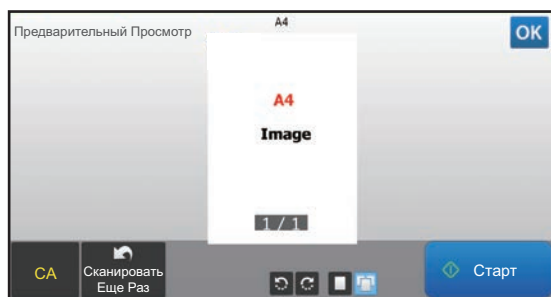 Предварительный Просмотр
A4
OK
A4
Image
1 / 1
CA
Сканировать
Еще Раз
Старт